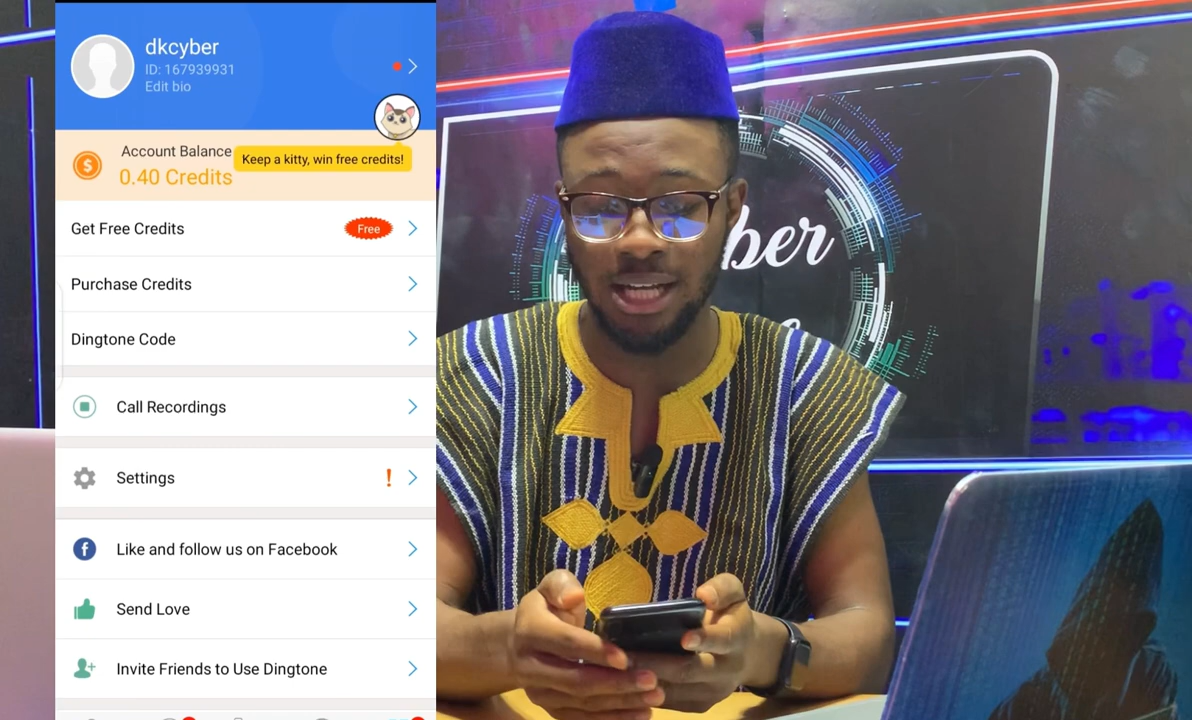 dkcyber
ID: 167939931
Edit bio
Account Balance
Keep a kitty, win free credits!
0.40 Credits
Get Free Credits
Free
Purchase Credits
Dingtone Code
Call Recordings
Settings
!
Like and follow us on Facebook
Send Love
Invite Friends to Use Dingtone
ber